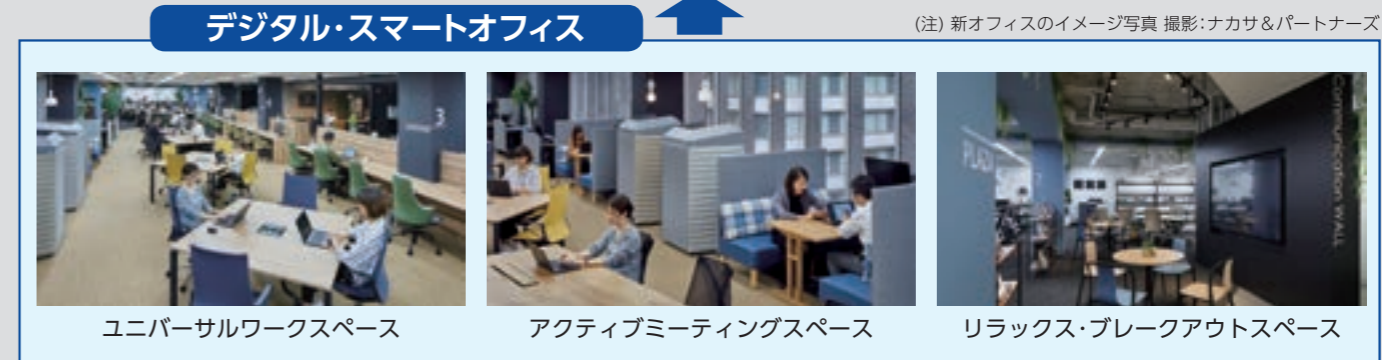 デジタル・スマートオフィス
(注) 新オフィスのイメージ写真 撮影：ナカサ＆パートナーズ
3
PLAZA
Communication WALL
ユニバーサルワークスペース
アクティブミーティングスペース
リラックス・ブレークアウトスペース